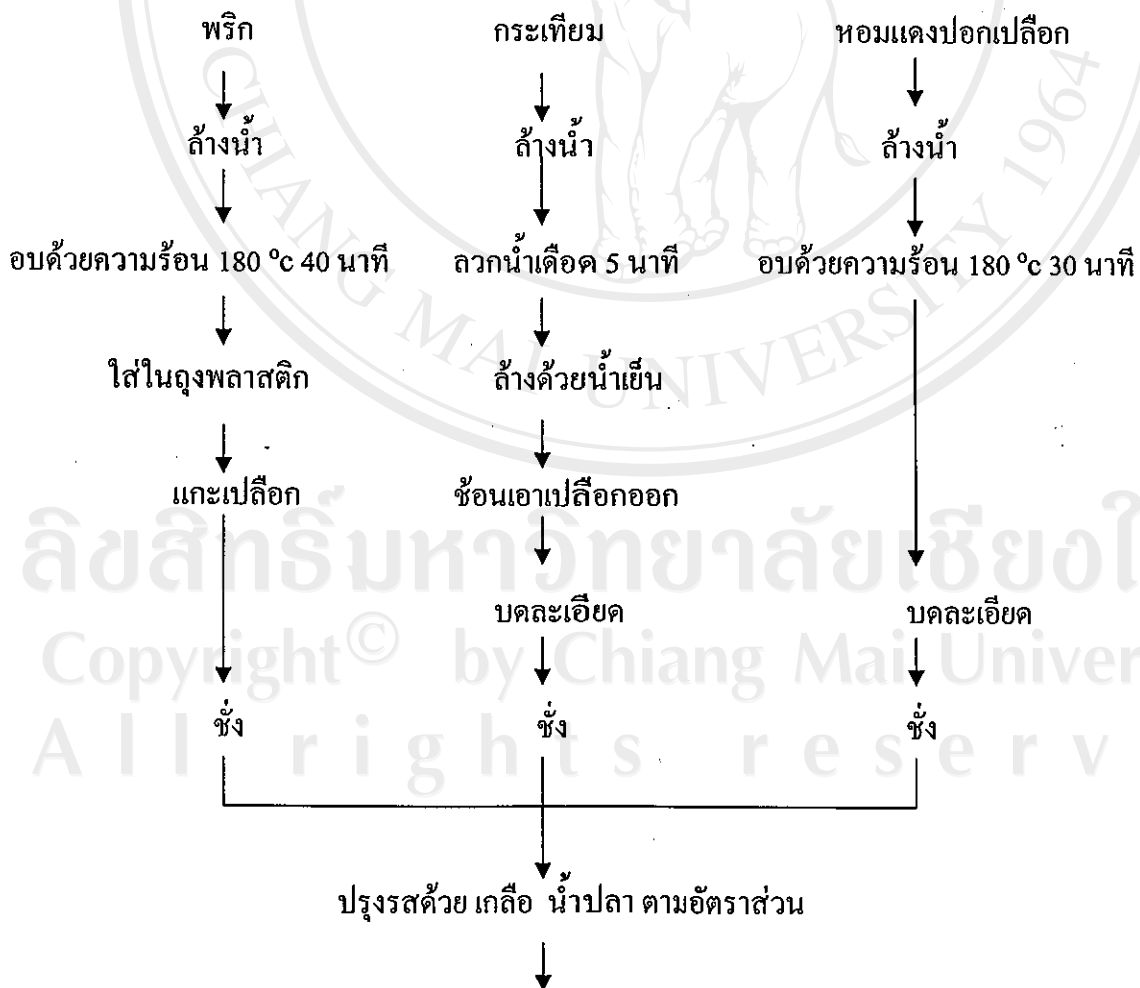 พริก กระเทียม หอมแดงปอกเปลือก
ล้างน้ำ ล้างน้ำ ล้างน้ำ
อบด้วยความร้อน 180 °c 40 นาที ลวกน้ำเดือด 5 นาที อบด้วยความร้อน 180 °c 30 นาที
ใส่ในถุงพลาสติก ล้างด้วยน้ำเย็น
แกะเปลือก ช้อนเอาเปลือกออก
บดละเอียด บดละเอียด
ชั่ง ชั่ง ชั่ง
ปรุงรสด้วย เกลือ น้ำปลา ตามอัตราส่วน
CHIANG MAI UNIVERSITY 1964
ลิขสิทธิ์มหาวิทยาลัยเชียงใ
Copyright© by Chiang Mai Univer
All rights reserv